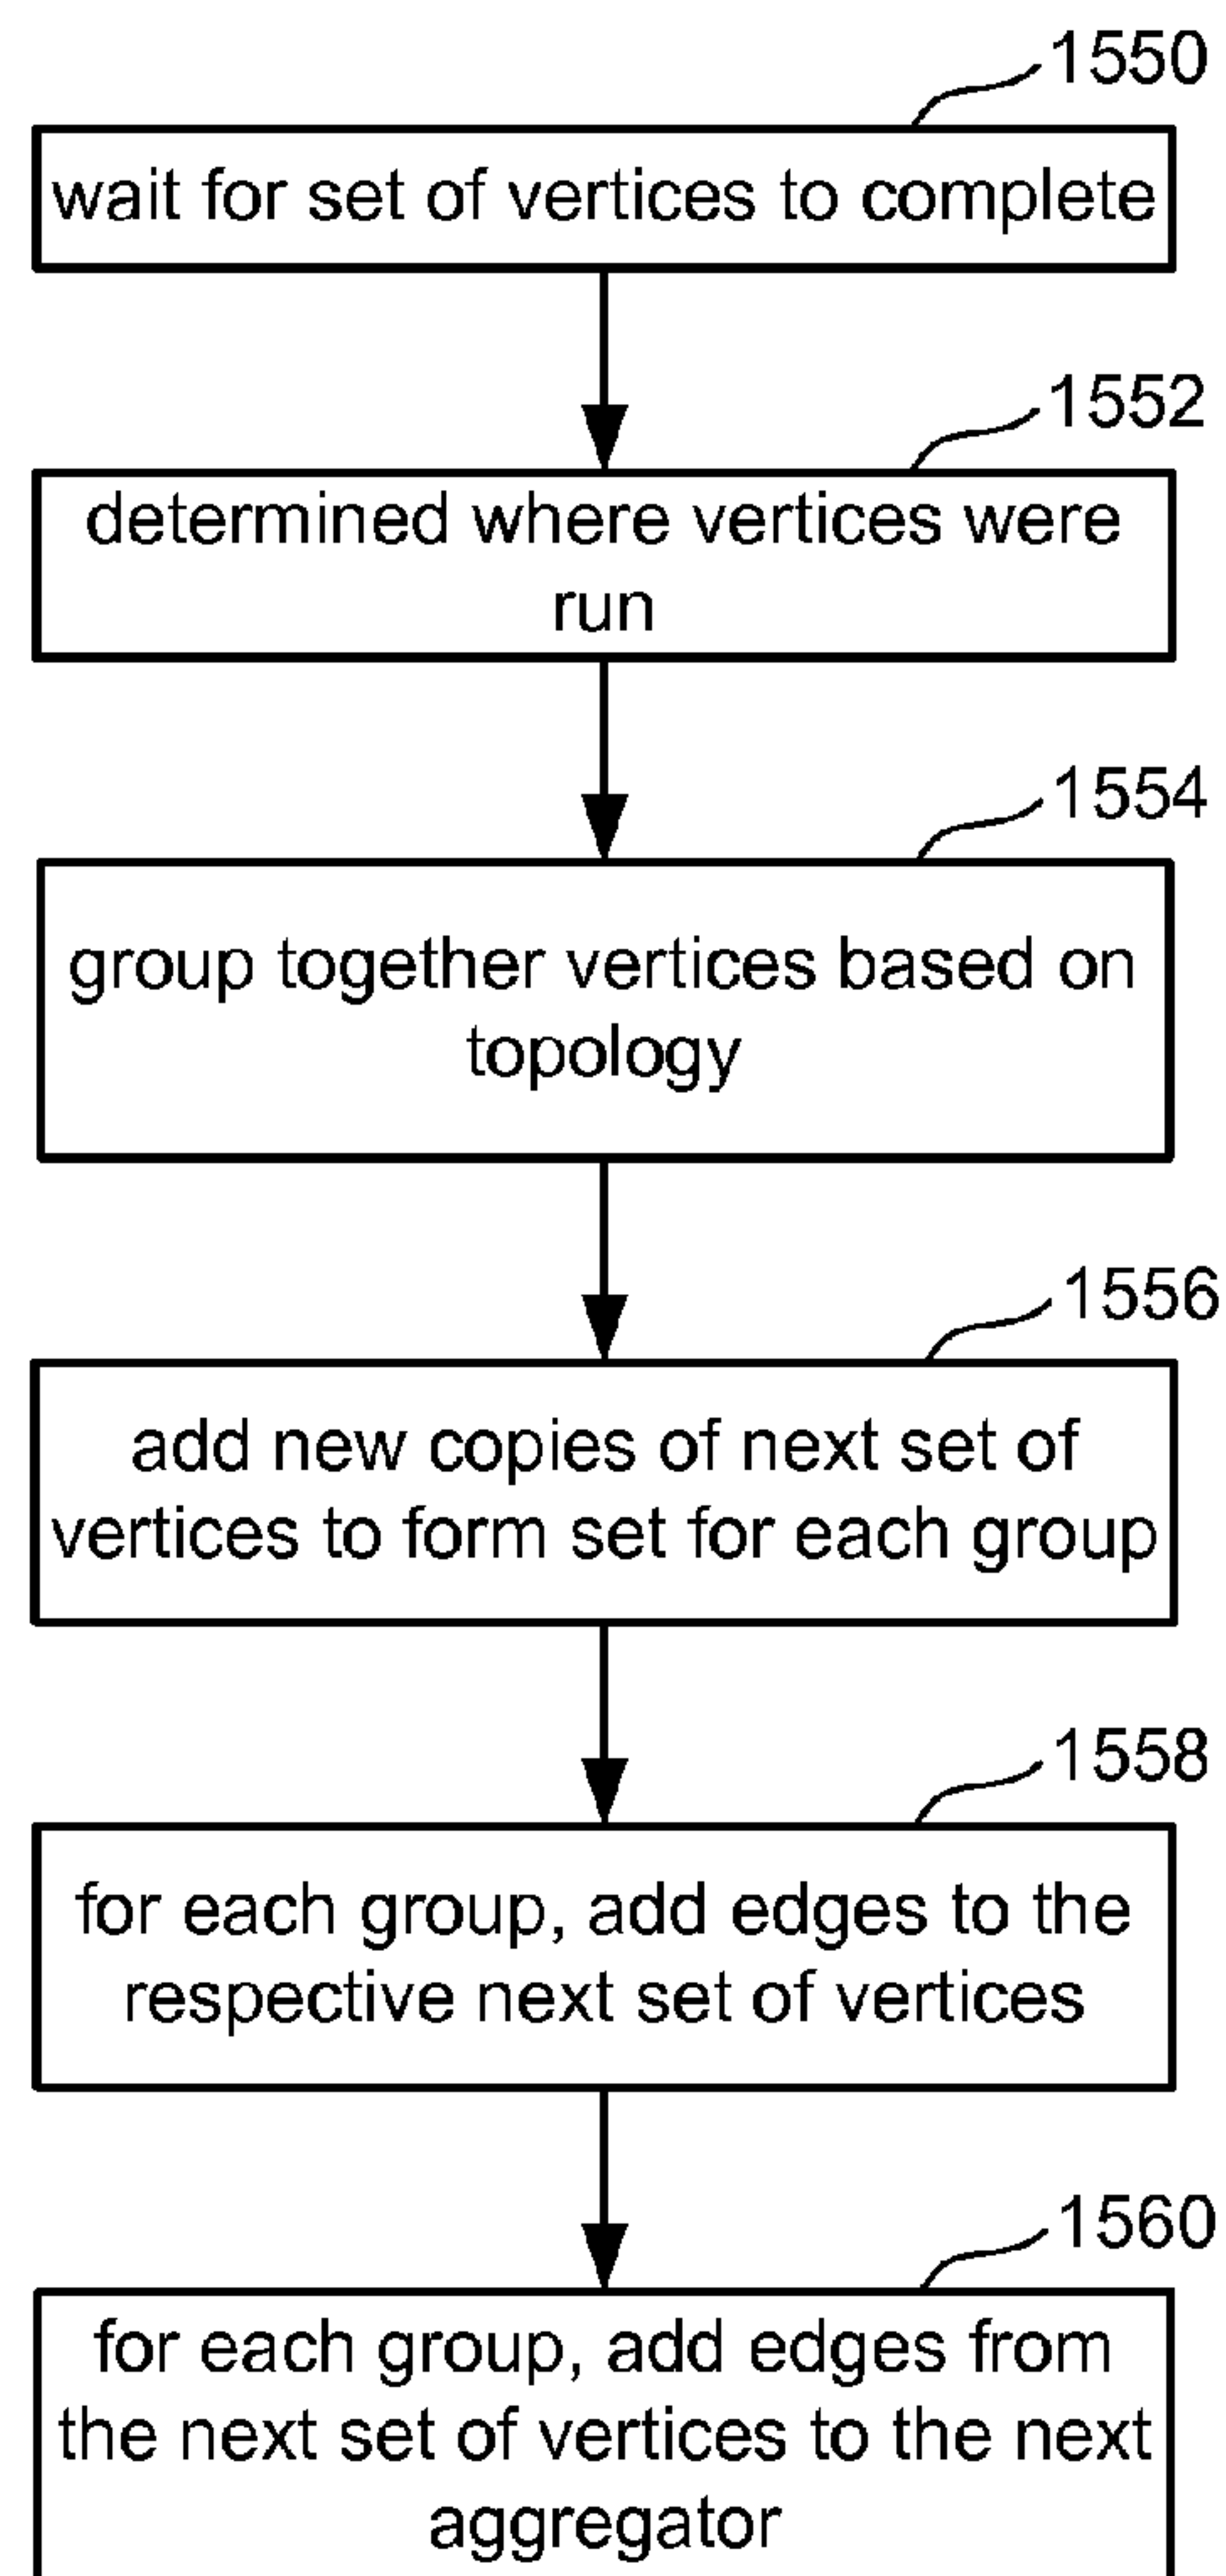 1550
wait for set of vertices to complete
1552
determined where vertices were
run
1554
group together vertices based on
topology
1556
add new copies of next set of
vertices to form set for each group
1558
for each group, add edges to the
respective next set of vertices
1560
for each group, add edges from
the next set of vertices to the next
aggregator